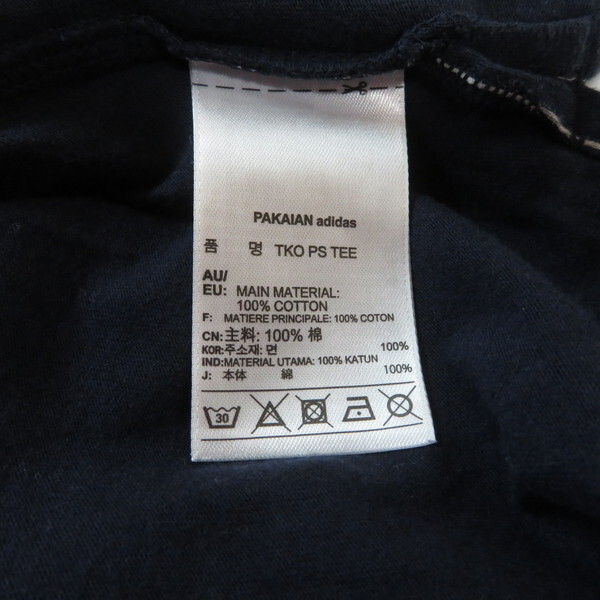 PAKAIAN adidas
품 명 TKO PS TEE
AU/
EU: MAIN MATERIAL:
100% COTTON
F: MATIERE PRINCIPALE: 100% COTON
CN:主料: 100% 棉
KOR:주소재: 면 100%
IND:MATERIAL UTAMA: 100% KATUN
J: 本体 綿 100%
30